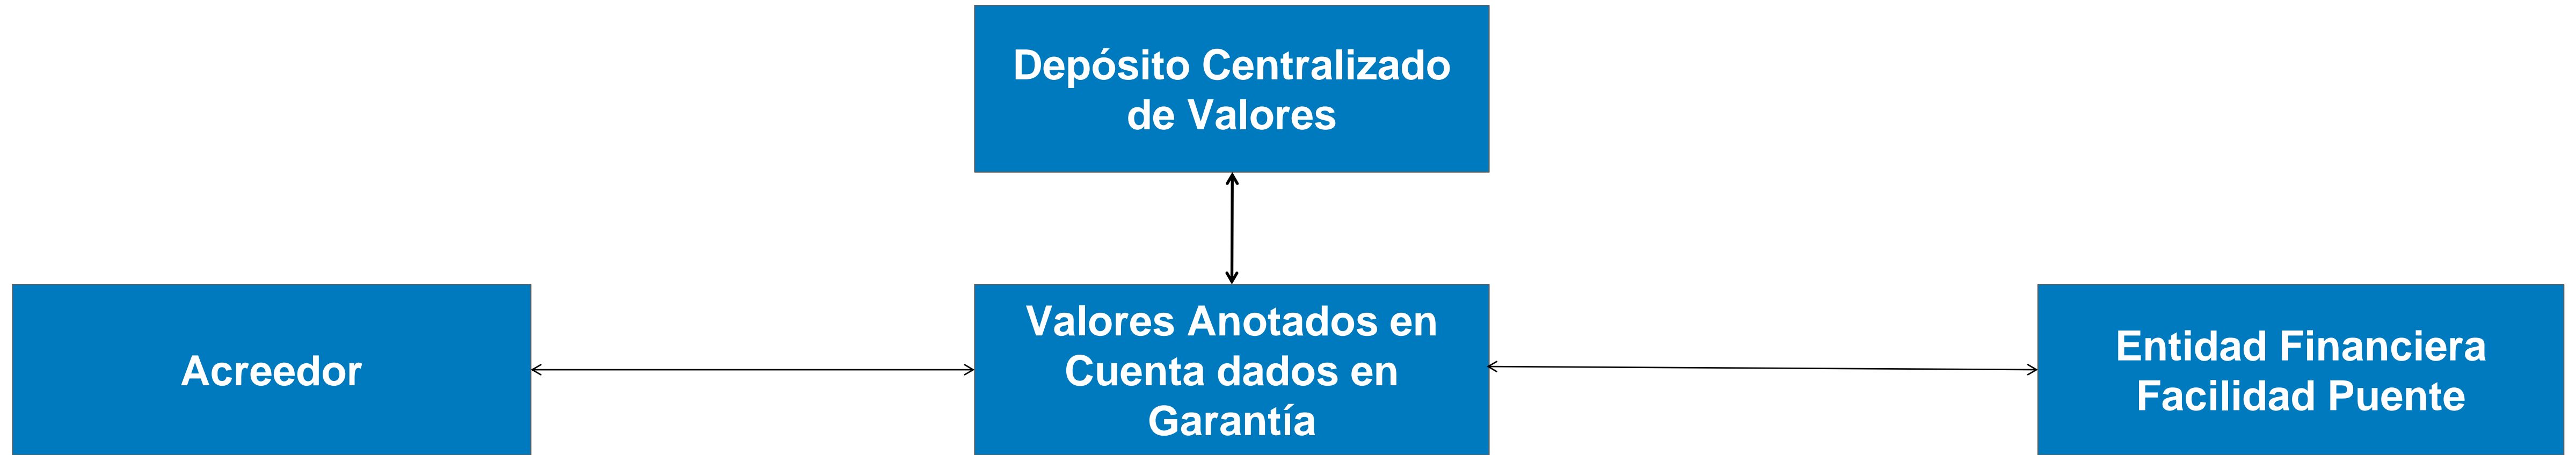 Depósito Centralizado
de Valores
Acreedor
Valores Anotados en
Cuenta dados en
Garantía
Entidad Financiera
Facilidad Puente